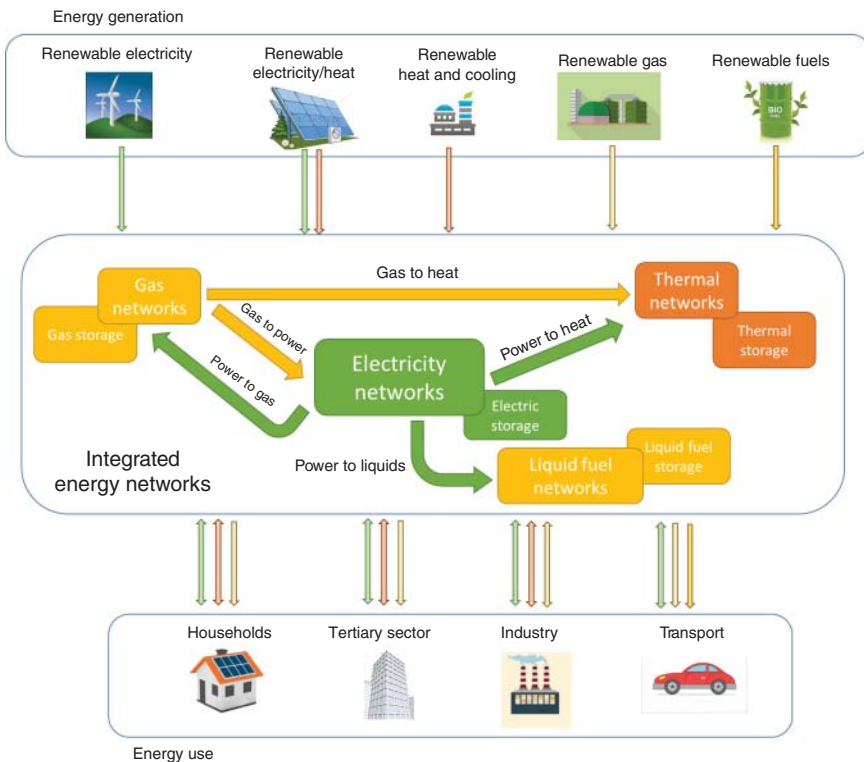 Energy generation
Renewable electricity
Renewable
electricity/heat
Renewable
heat and cooling
Renewable gas
Renewable fuels
BIO
FUEL
Gas
networks
Gas storage
Gas to heat
Thermal
networks
Thermal
storage
Gas to power
Power to gas
Electricity
networks
Electric
storage
Power to heat
Power to liquids
Liquid fuel
networks
Liquid fuel
storage
Integrated
energy networks
Households
Tertiary sector
Industry
Transport
Energy use